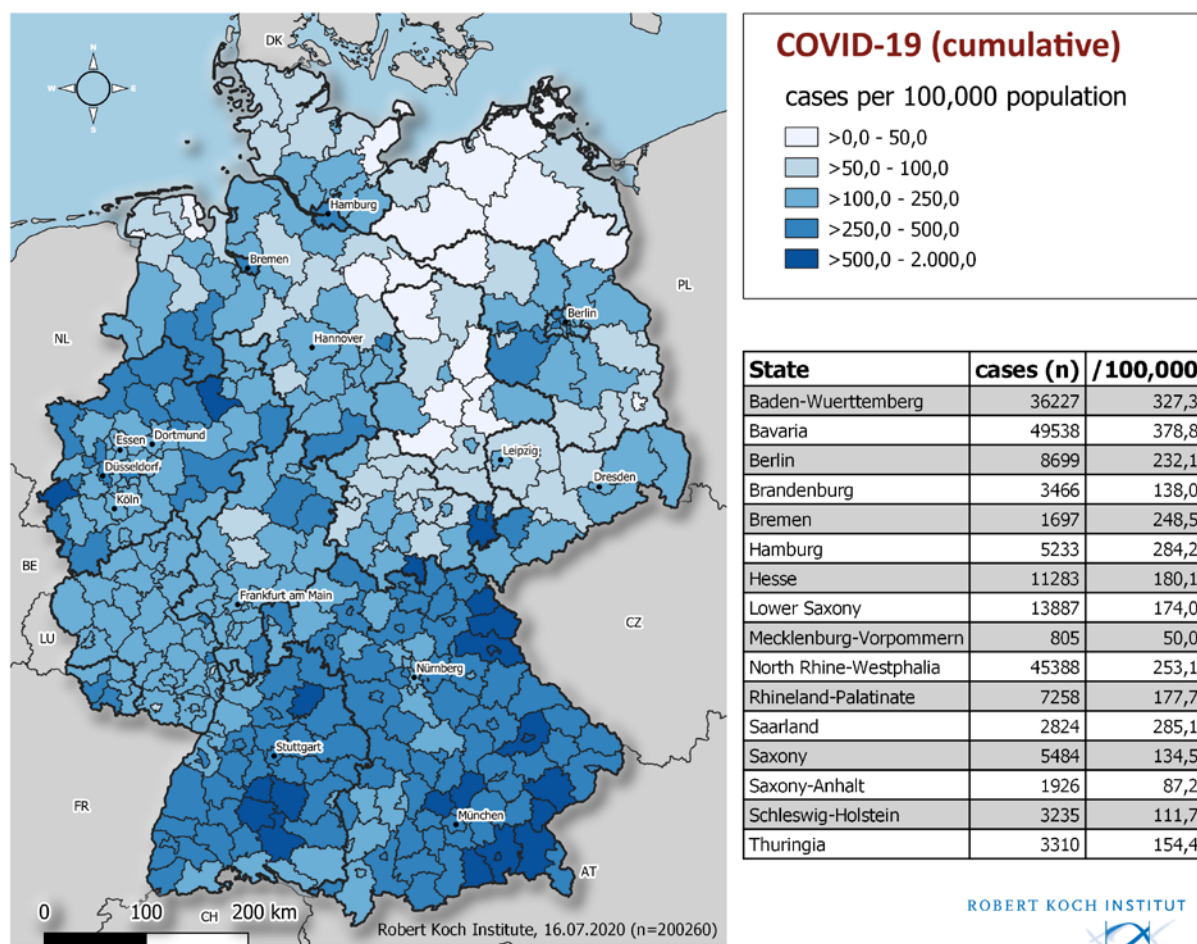 DK
N
W E
S
Hamburg
Bremen
PL
Berlin
NL
Hannover
Essen
Dortmund
Düsseldorf
Leipzig
Köln
Dresden
BE
Frankfurt am Main
LU
CZ
Nürnberg
Stuttgart
FR
München
AT
CH
0 100 200 km
Robert Koch Institute, 16.07.2020 (n=200260)
COVID-19 (cumulative)
cases per 100,000 population
>0,0 - 50,0
>50,0 - 100,0
>100,0 - 250,0
>250,0 - 500,0
>500,0 - 2.000,0
State cases (n) /100,000
Baden-Wuerttemberg 36227 327,3
Bavaria 49538 378,8
Berlin 8699 232,1
Brandenburg 3466 138,0
Bremen 1697 248,5
Hamburg 5233 284,2
Hesse 11283 180,1
Lower Saxony 13887 174,0
Mecklenburg-Vorpommern 805 50,0
North Rhine-Westphalia 45388 253,1
Rhineland-Palatinate 7258 177,7
Saarland 2824 285,1
Saxony 5484 134,5
Saxony-Anhalt 1926 87,2
Schleswig-Holstein 3235 111,7
Thuringia 3310 154,4
ROBERT KOCH INSTITUT